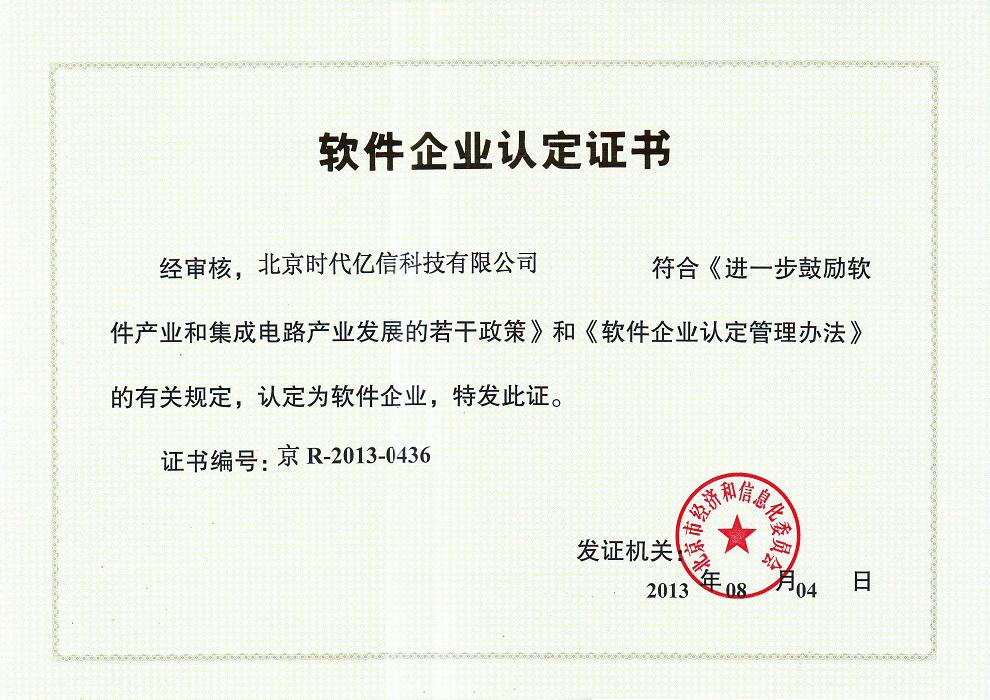 软件企业认定证书
经审核，北京时代亿信科技有限公司 符合《进一步鼓励软
件产业和集成电路产业发展的若干政策》和《软件企业认定管理办法》
的有关规定，认定为软件企业，特发此证。
证书编号：京 R-2013-0436
北京市经济和信息化委员会
发证机关：
2013 年 08 月 04 日